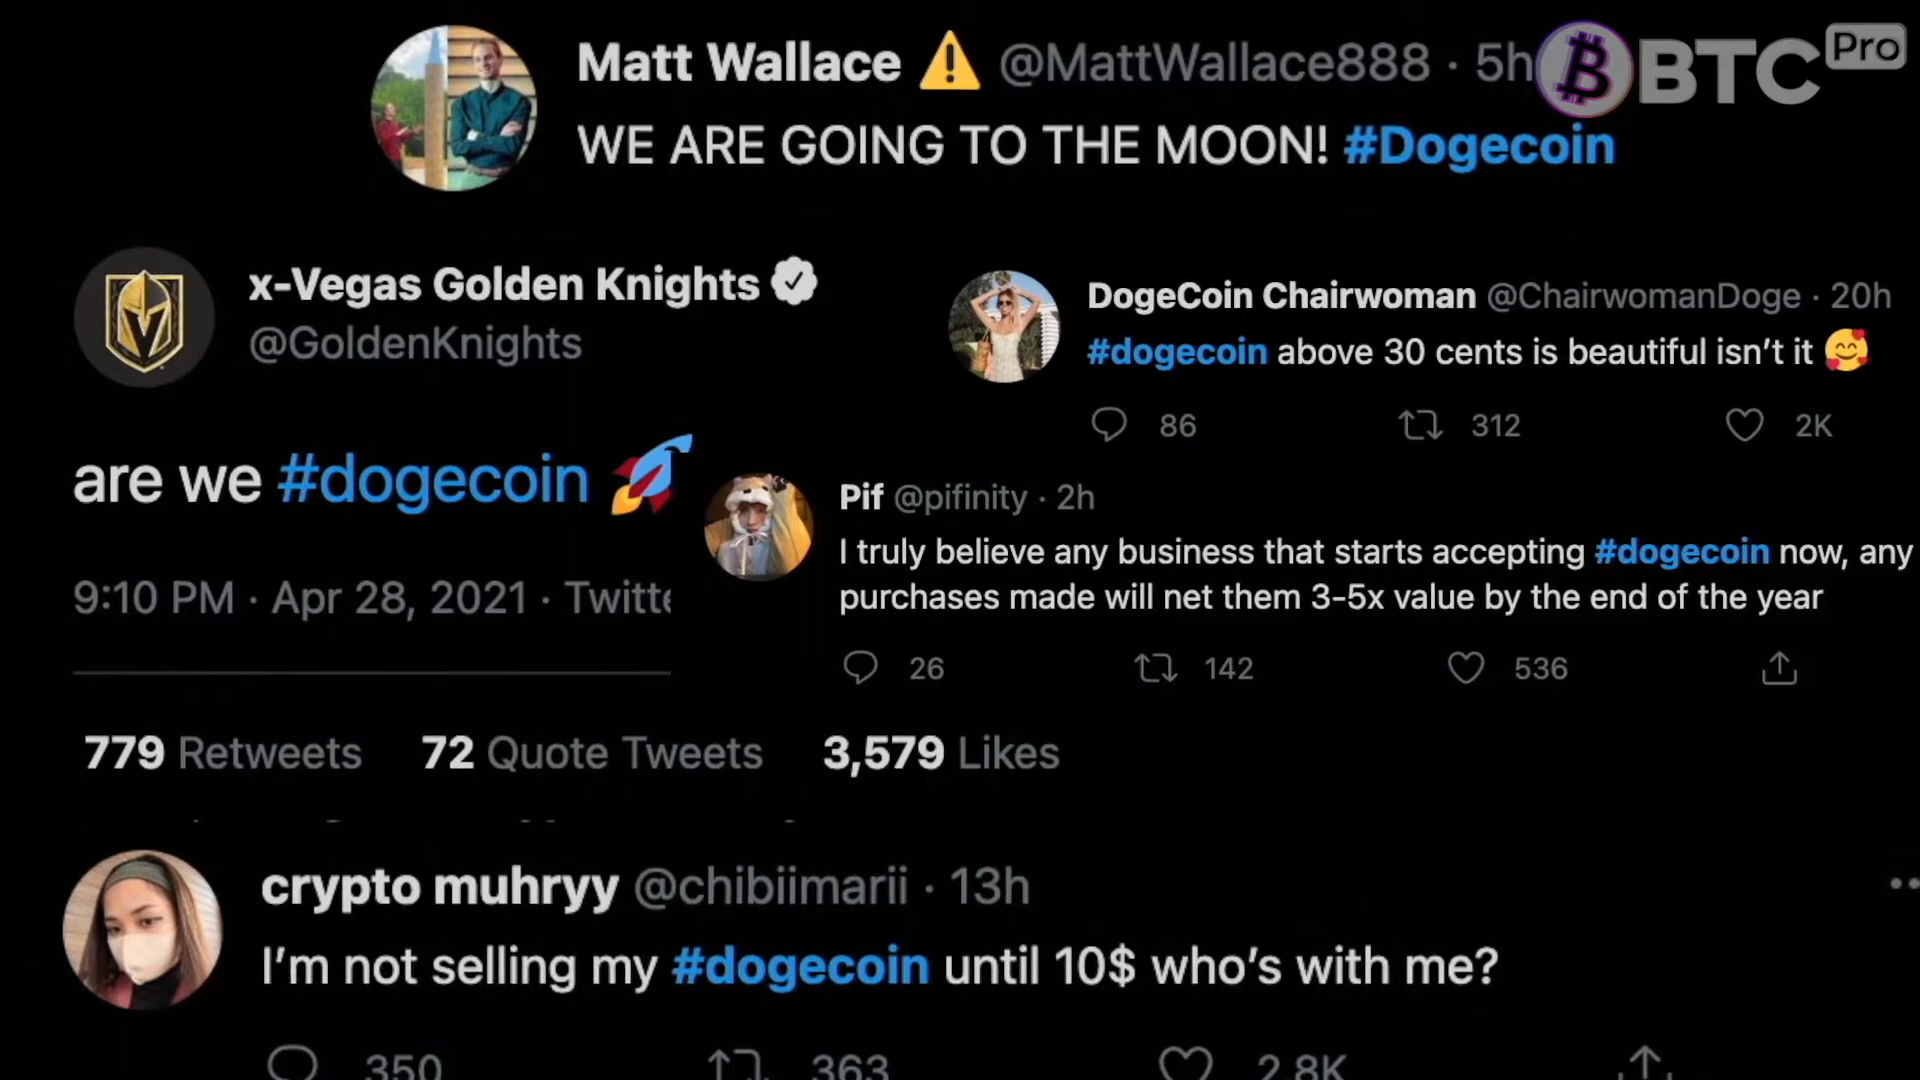 Matt Wallace ⚠️ @MattWallace888 · 5h
BTC Pro
WE ARE GOING TO THE MOON! #Dogecoin
x-Vegas Golden Knights
@GoldenKnights
are we #dogecoin 🚀
9:10 PM · Apr 28, 2021 ·
779 Retweets 72 Quote Tweets 3,579 Likes
DogeCoin Chairwoman @ChairwomanDoge · 20h
#dogecoin above 30 cents is beautiful isn't it 🥰
86 312 2K
Pif @pifinity · 2h
I truly believe any business that starts accepting #dogecoin now, any
purchases made will net them 3-5x value by the end of the year
26 142 536
crypto muhryy @chibiimarii · 13h
I'm not selling my #dogecoin until 10$ who's with me?
350 363 2.8K